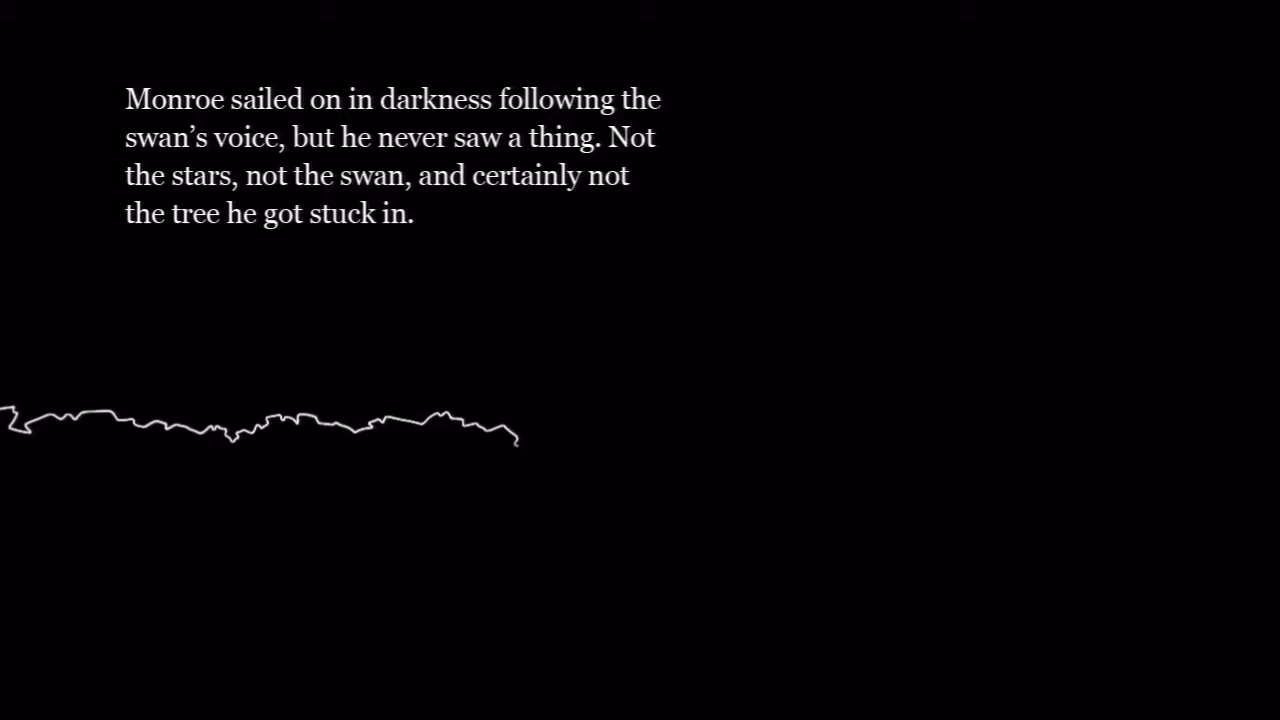 Monroe sailed on in darkness following the
swan’s voice, but he never saw a thing. Not
the stars, not the swan, and certainly not
the tree he got stuck in.